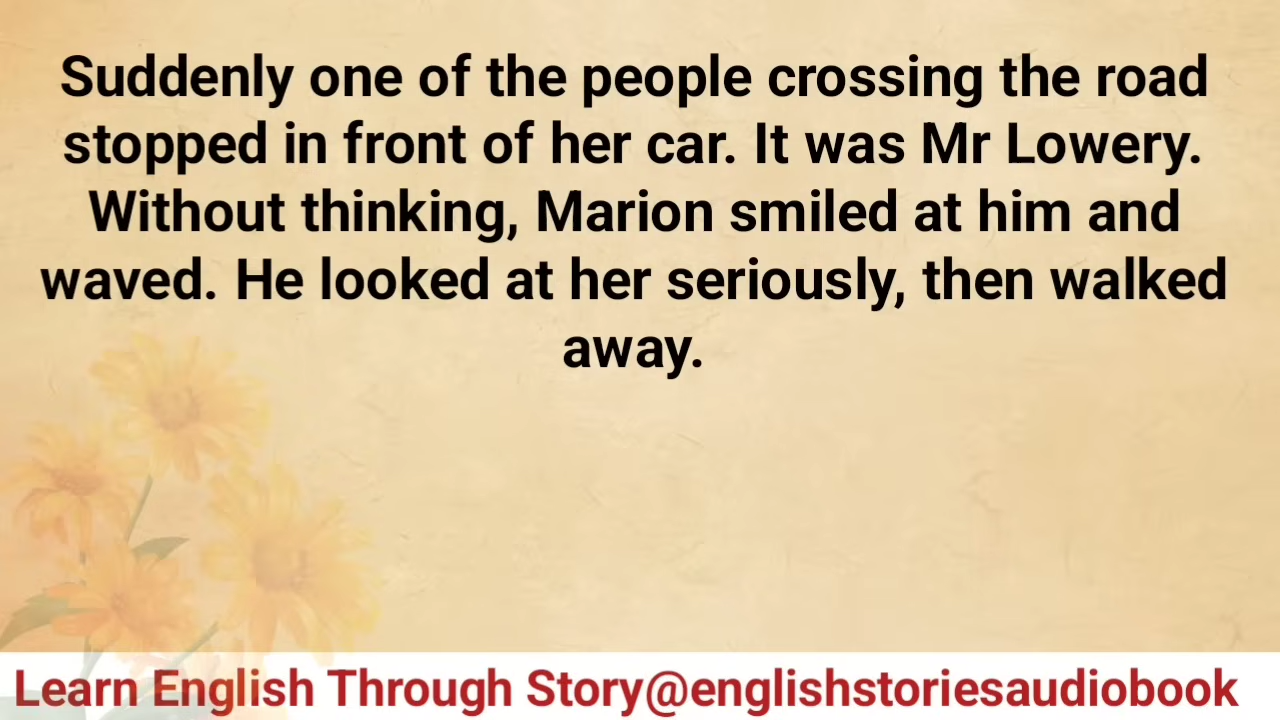 Suddenly one of the people crossing the road
stopped in front of her car. It was Mr Lowery.
Without thinking, Marion smiled at him and
waved. He looked at her seriously, then walked
away.
Learn English Through Story@englishstoriesaudiobook